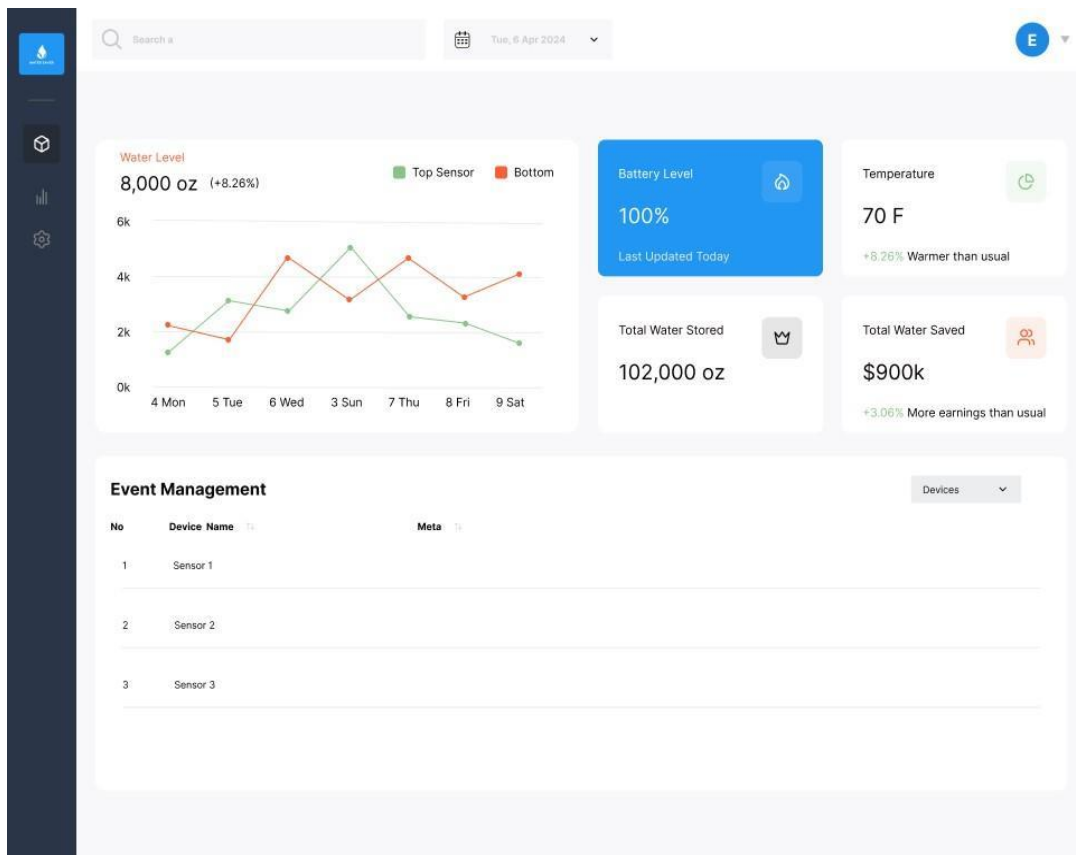 Search a
Tue, 6 Apr 2024
E
Water Level
8,000 oz (+8.26%)
Top Sensor Bottom
6k
4k
2k
0k
4 Mon 5 Tue 6 Wed 3 Sun 7 Thu 8 Fri 9 Sat
Battery Level
100%
Last Updated Today
Temperature
70 F
+8.26% Warmer than usual
Total Water Stored
102,000 oz
Total Water Saved
$900k
+3.06% More earnings than usual
Event Management
Devices
No Device Name Meta
1 Sensor 1
2 Sensor 2
3 Sensor 3